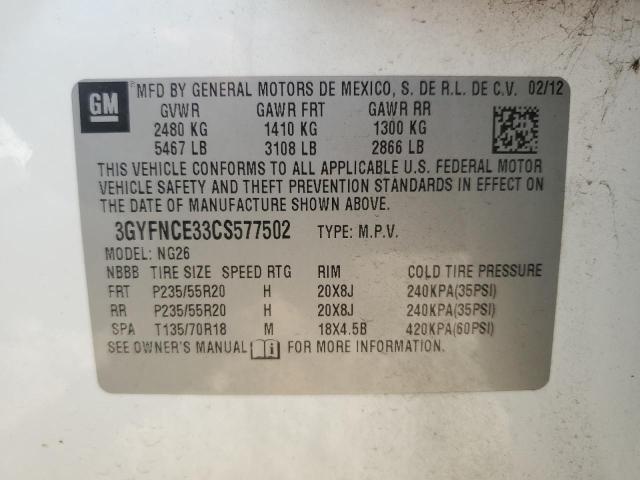 GM MFD BY GENERAL MOTORS DE MEXICO, S. DE R.L. DE C.V. 02/12
GVWR GAWR FRT GAWR RR
2480 KG 1410 KG 1300 KG
5467 LB 3108 LB 2866 LB
THIS VEHICLE CONFORMS TO ALL APPLICABLE U.S. FEDERAL MOTOR
VEHICLE SAFETY AND THEFT PREVENTION STANDARDS IN EFFECT ON
THE DATE OF MANUFACTURE SHOWN ABOVE.
3GYFNCE33CS577502 TYPE: M.P.V.
MODEL: NG26
NBBB TIRE SIZE SPEED RTG RIM COLD TIRE PRESSURE
FRT P235/55R20 H 20X8J 240KPA(35PSI)
RR P235/55R20 H 20X8J 240KPA(35PSI)
SPA T135/70R18 M 18X4.5B 420KPA(60PSI)
SEE OWNER'S MANUAL FOR MORE INFORMATION.